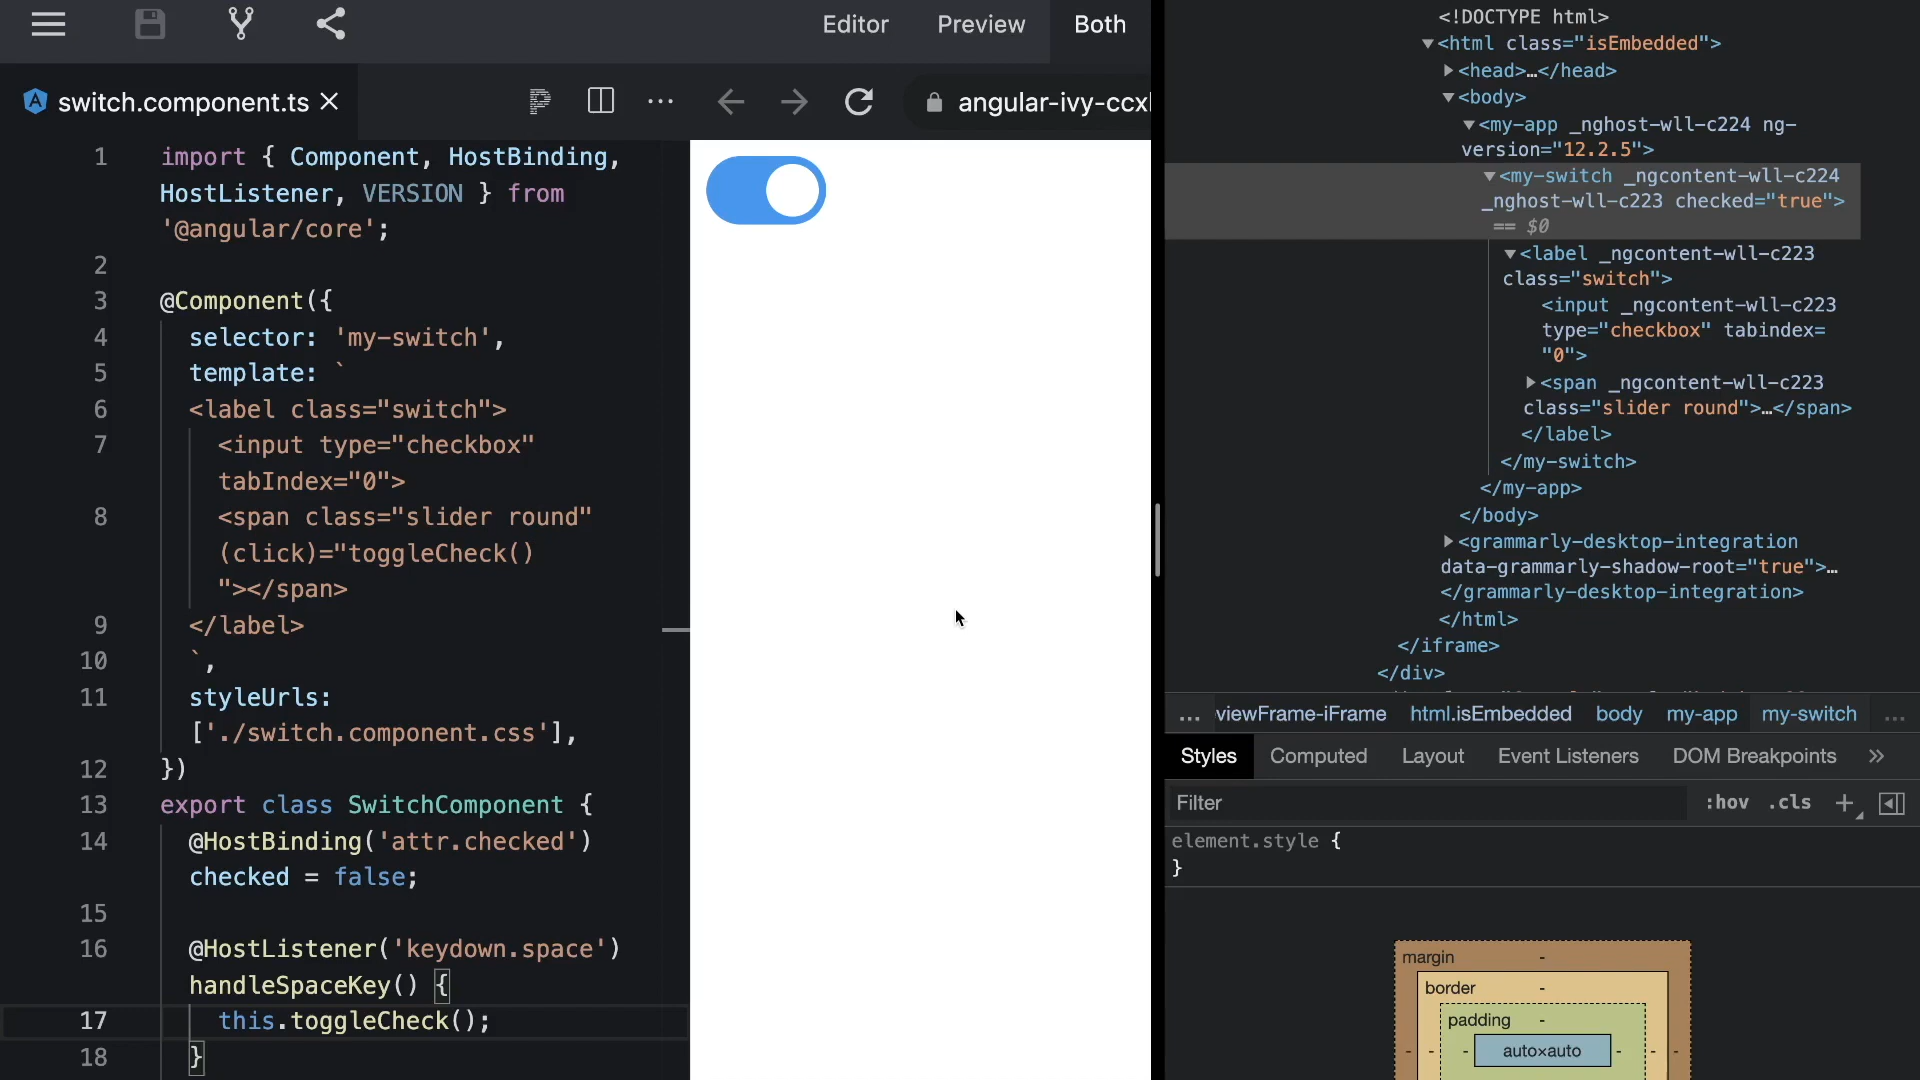 Editor Preview Both
switch.component.ts
angular-ivy-ccxl
1 import { Component, HostBinding,
HostListener, VERSION } from
'@angular/core';
2
3 @Component({
4 selector: 'my-switch',
5 template: `
6 <label class="switch">
7 <input type="checkbox"
tabIndex="0">
8 <span class="slider round"
(click)="toggleCheck()
"></span>
9 </label>
10 `,
11 styleUrls:
['./switch.component.css'],
12 })
13 export class SwitchComponent {
14 @HostBinding('attr.checked')
checked = false;
15
16 @HostListener('keydown.space')
handleSpaceKey() {
17 this.toggleCheck();
18 }
<!DOCTYPE html>
<html class="isEmbedded">
<head>…</head>
<body>
<my-app _nghost-wll-c224 ng-
version="12.2.5">
<my-switch _ngcontent-wll-c224
_nghost-wll-c223 checked="true">
== $0
<label _ngcontent-wll-c223
class="switch">
<input _ngcontent-wll-c223
type="checkbox" tabindex=
"0">
<span _ngcontent-wll-c223
class="slider round">…</span>
</label>
</my-switch>
</my-app>
</body>
<grammarly-desktop-integration
data-grammarly-shadow-root="true">…
</grammarly-desktop-integration>
</html>
</iframe>
</div>
… viewFrame-iFrame html.isEmbedded body my-app my-switch …
Styles Computed Layout Event Listeners DOM Breakpoints »
Filter :hov .cls +
element.style {
}
margin -
border -
padding -
- - - auto×auto - - -